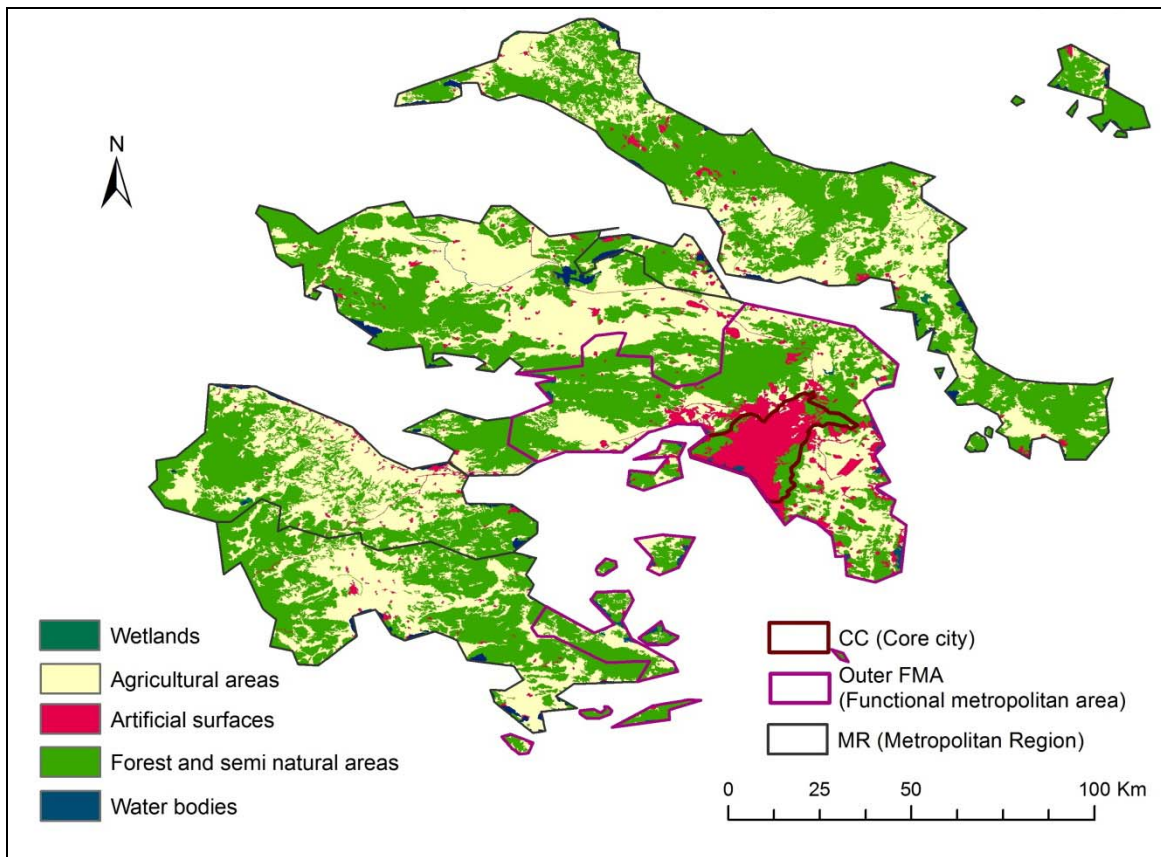 N
Wetlands
Agricultural areas
Artificial surfaces
Forest and semi natural areas
Water bodies
CC (Core city)
Outer FMA
(Functional metropolitan area)
MR (Metropolitan Region)
0 25 50 100 Km